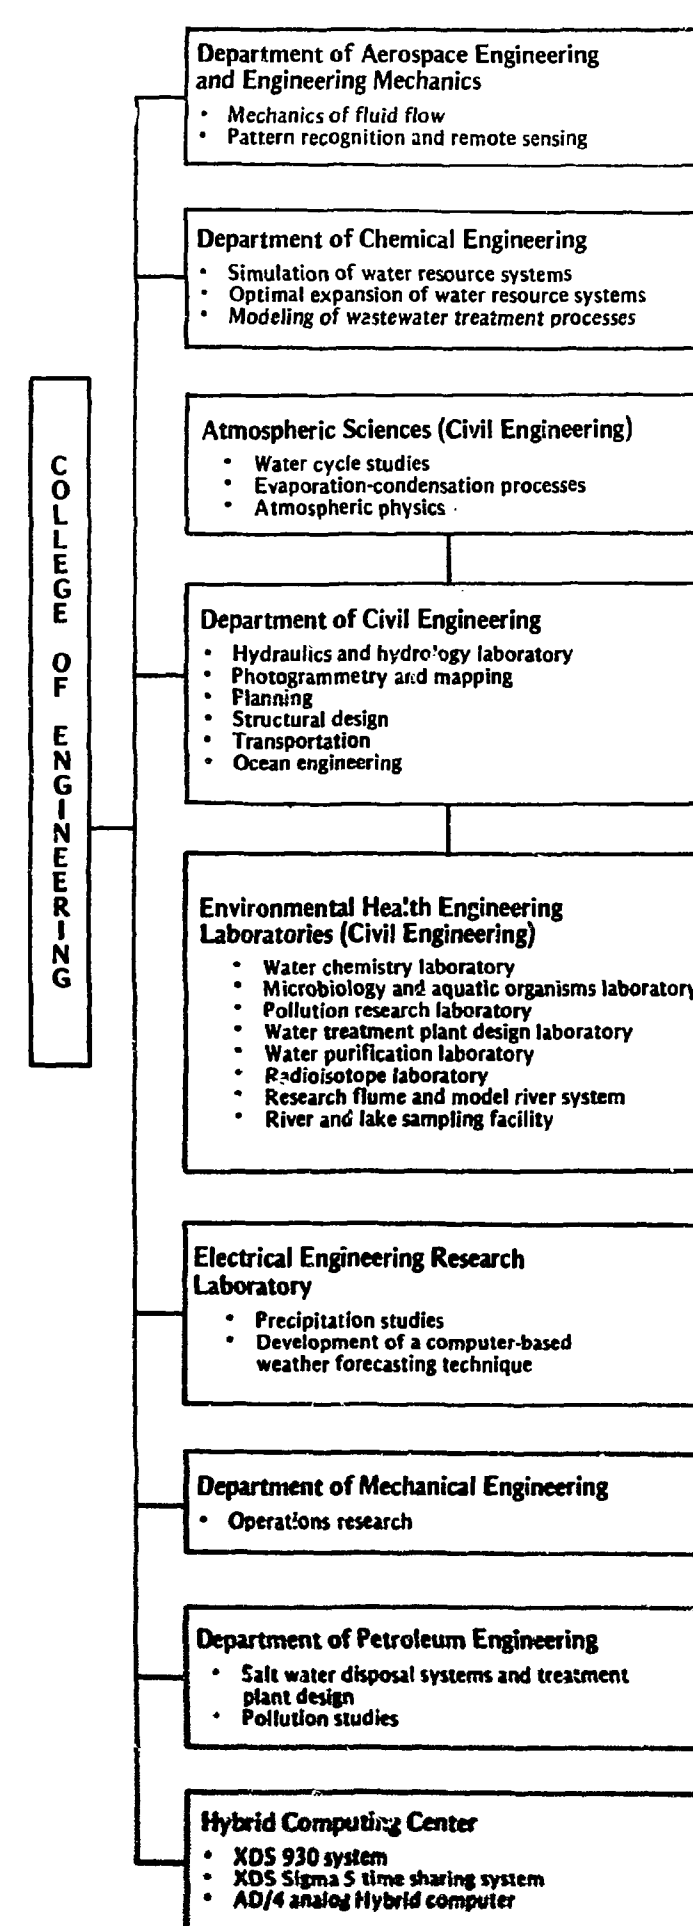 COLLEGE OF ENGINEERING
Department of Aerospace Engineering
and Engineering Mechanics
• Mechanics of fluid flow
• Pattern recognition and remote sensing
Department of Chemical Engineering
• Simulation of water resource systems
• Optimal expansion of water resource systems
• Modeling of wastewater treatment processes
Atmospheric Sciences (Civil Engineering)
• Water cycle studies
• Evaporation-condensation processes
• Atmospheric physics
Department of Civil Engineering
• Hydraulics and hydrology laboratory
• Photogrammetry and mapping
• Planning
• Structural design
• Transportation
• Ocean engineering
Environmental Health Engineering
Laboratories (Civil Engineering)
• Water chemistry laboratory
• Microbiology and aquatic organisms laboratory
• Pollution research laboratory
• Water treatment plant design laboratory
• Water purification laboratory
• Radioisotope laboratory
• Research flume and model river system
• River and lake sampling facility
Electrical Engineering Research
Laboratory
• Precipitation studies
• Development of a computer-based
weather forecasting technique
Department of Mechanical Engineering
• Operations research
Department of Petroleum Engineering
• Salt water disposal systems and treatment
plant design
• Pollution studies
Hybrid Computing Center
• XDS 930 system
• XDS Sigma 5 time sharing system
• AD/4 analog Hybrid computer